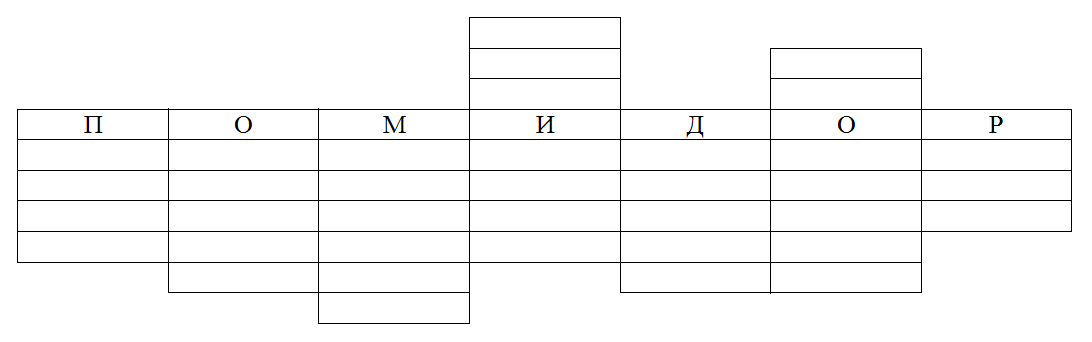 П О М И Д О Р